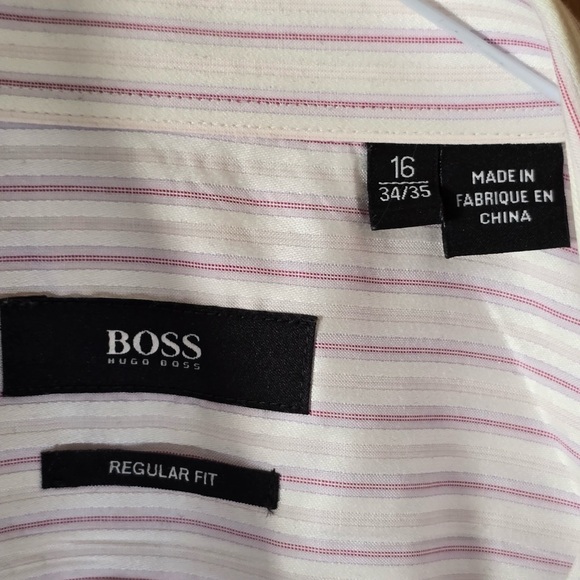 16
34/35
MADE IN
FABRIQUE EN
CHINA
BOSS
HUGO BOSS
REGULAR FIT